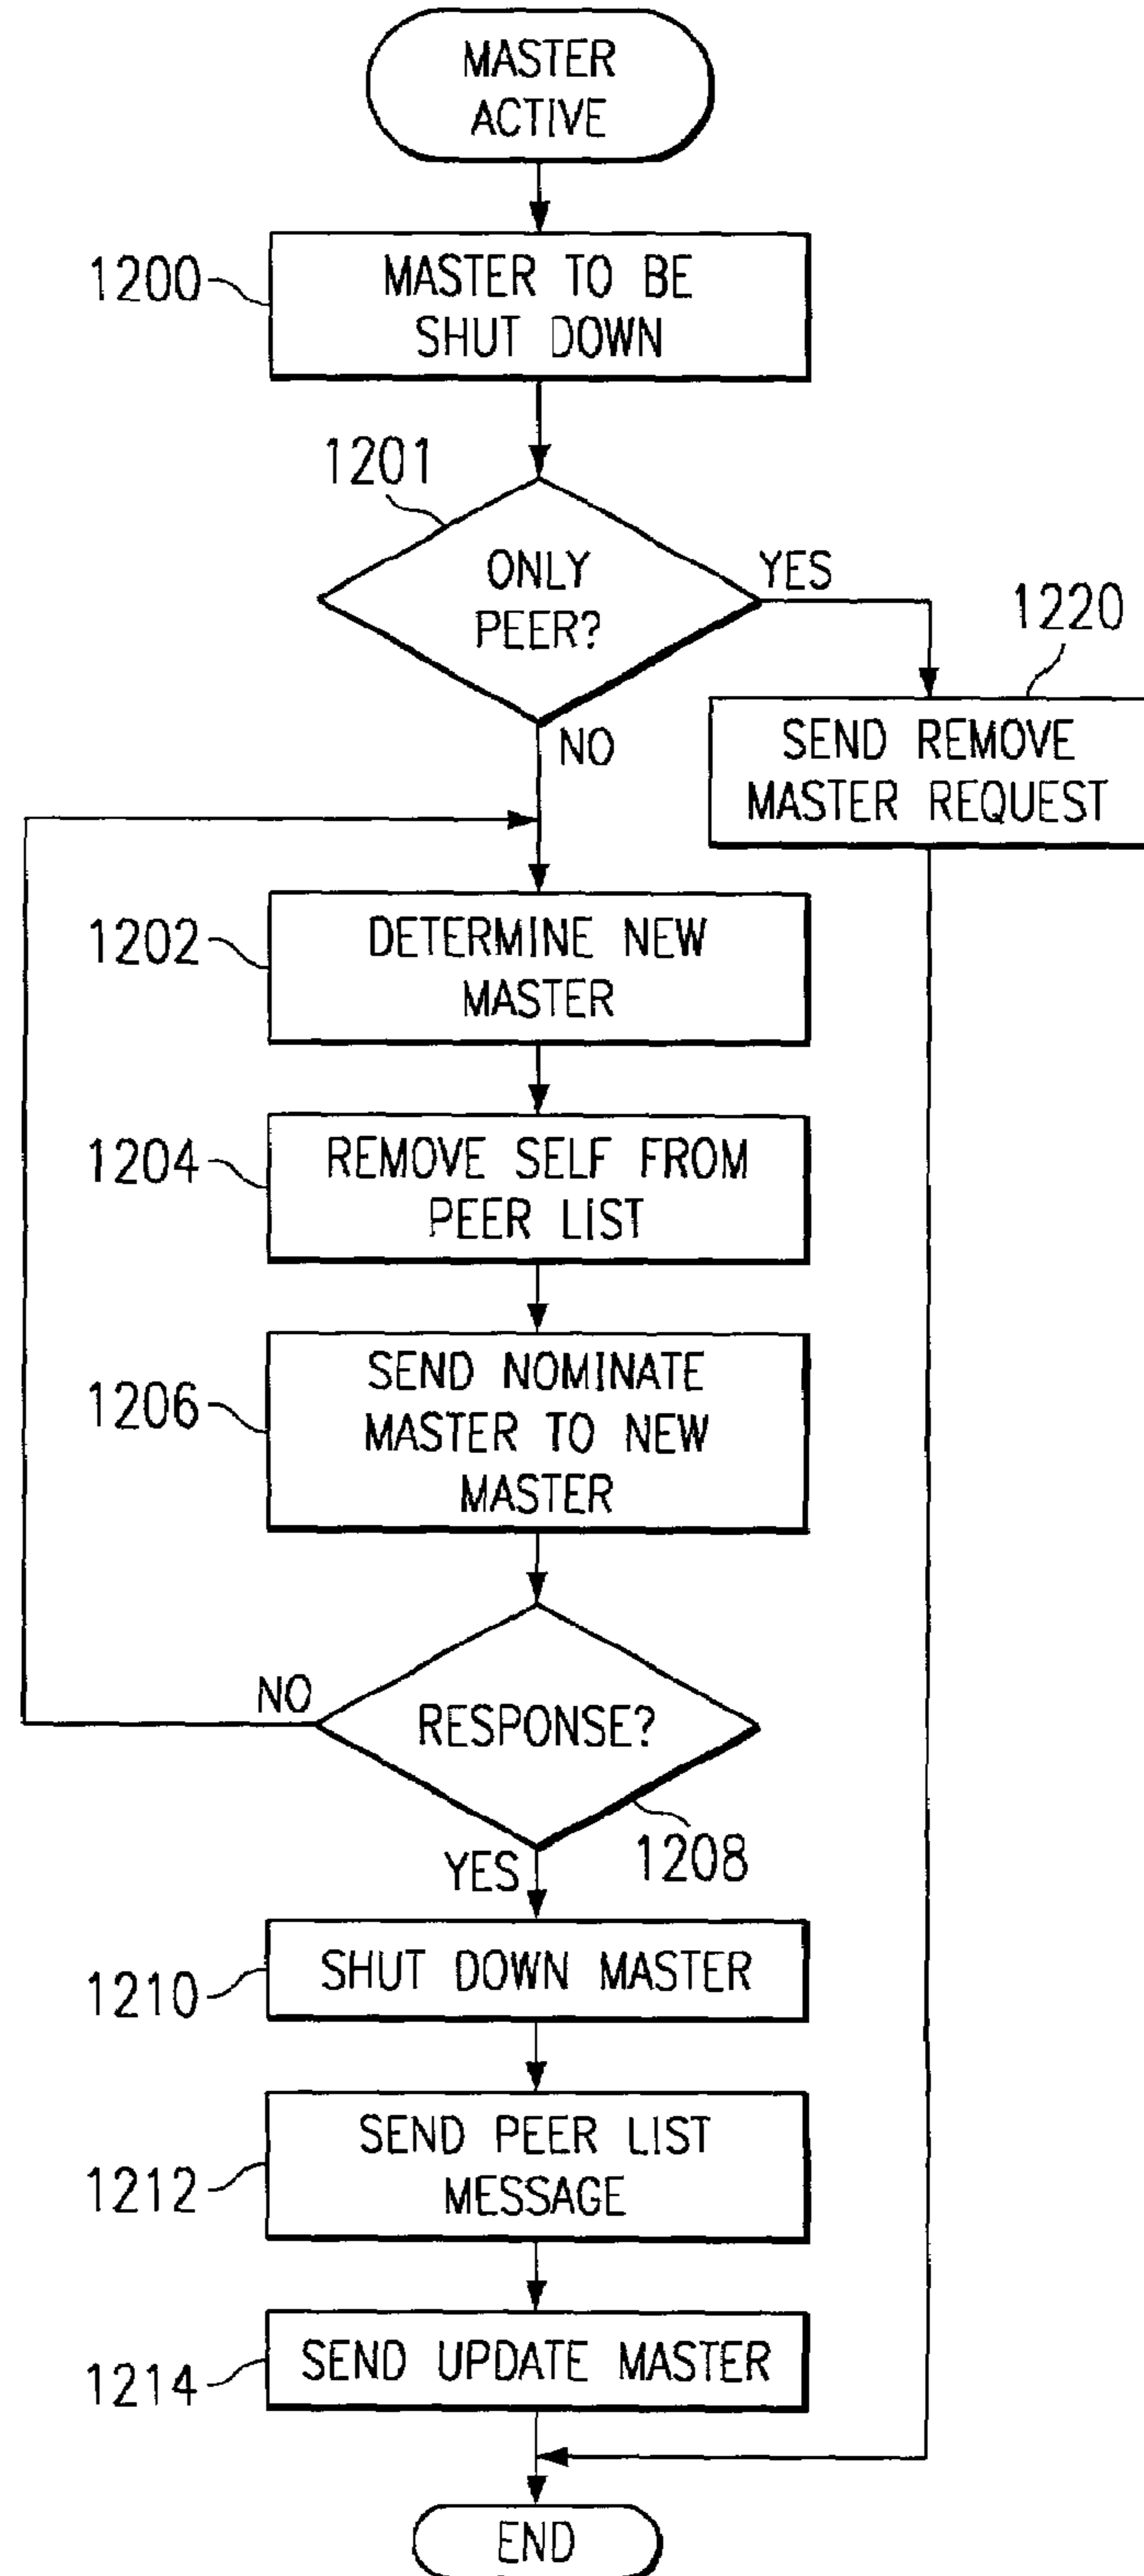 MASTER
ACTIVE
1200
MASTER TO BE
SHUT DOWN
1201
ONLY
PEER?
YES
1220
NO
SEND REMOVE
MASTER REQUEST
1202
DETERMINE NEW
MASTER
1204
REMOVE SELF FROM
PEER LIST
1206
SEND NOMINATE
MASTER TO NEW
MASTER
NO
RESPONSE?
1208
YES
1210
SHUT DOWN MASTER
1212
SEND PEER LIST
MESSAGE
1214
SEND UPDATE MASTER
END